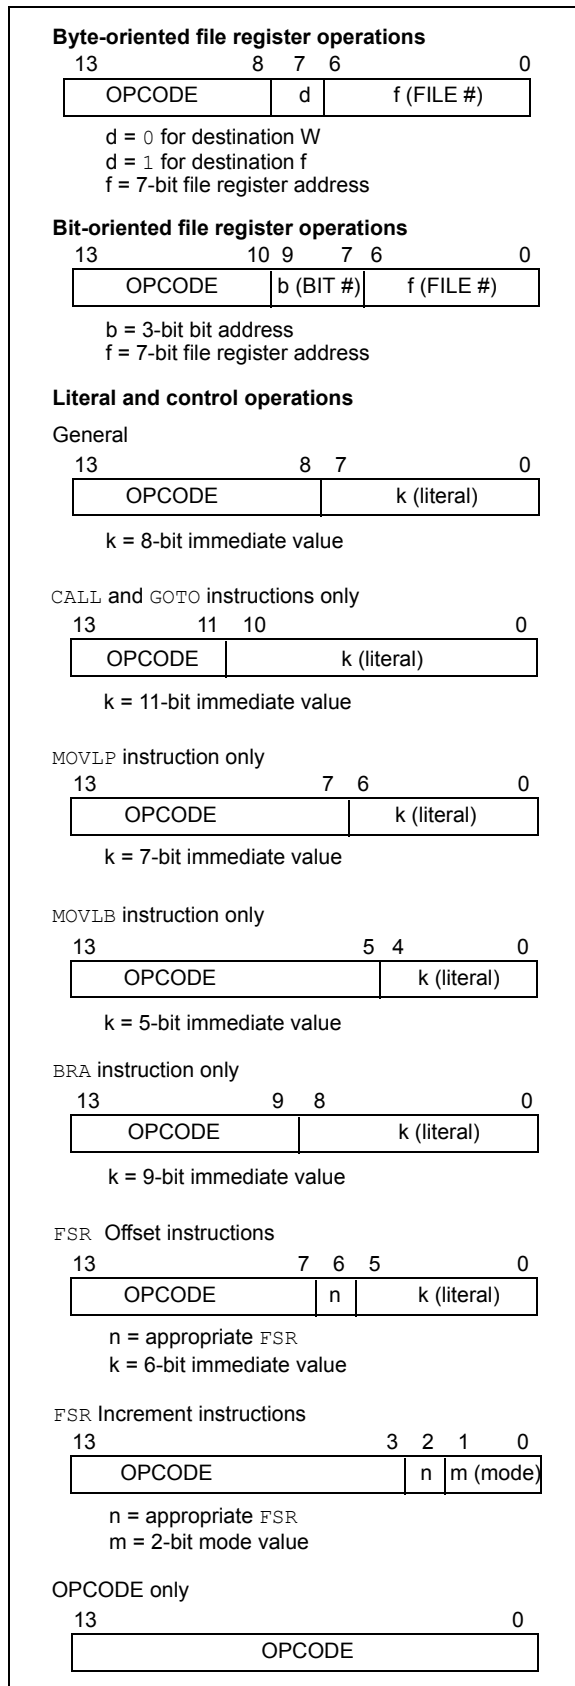 Byte-oriented file register operations
13 8 7 6 0
OPCODE d f (FILE #)
d = 0 for destination W
d = 1 for destination f
f = 7-bit file register address
Bit-oriented file register operations
13 10 9 7 6 0
OPCODE b (BIT #) f (FILE #)
b = 3-bit bit address
f = 7-bit file register address
Literal and control operations
General
13 8 7 0
OPCODE k (literal)
k = 8-bit immediate value
CALL and GOTO instructions only
13 11 10 0
OPCODE k (literal)
k = 11-bit immediate value
MOVLP instruction only
13 7 6 0
OPCODE k (literal)
k = 7-bit immediate value
MOVLB instruction only
13 5 4 0
OPCODE k (literal)
k = 5-bit immediate value
BRA instruction only
13 9 8 0
OPCODE k (literal)
k = 9-bit immediate value
FSR Offset instructions
13 7 6 5 0
OPCODE n k (literal)
n = appropriate FSR
k = 6-bit immediate value
FSR Increment instructions
13 3 2 1 0
OPCODE n m (mode)
n = appropriate FSR
m = 2-bit mode value
OPCODE only
13 0
OPCODE